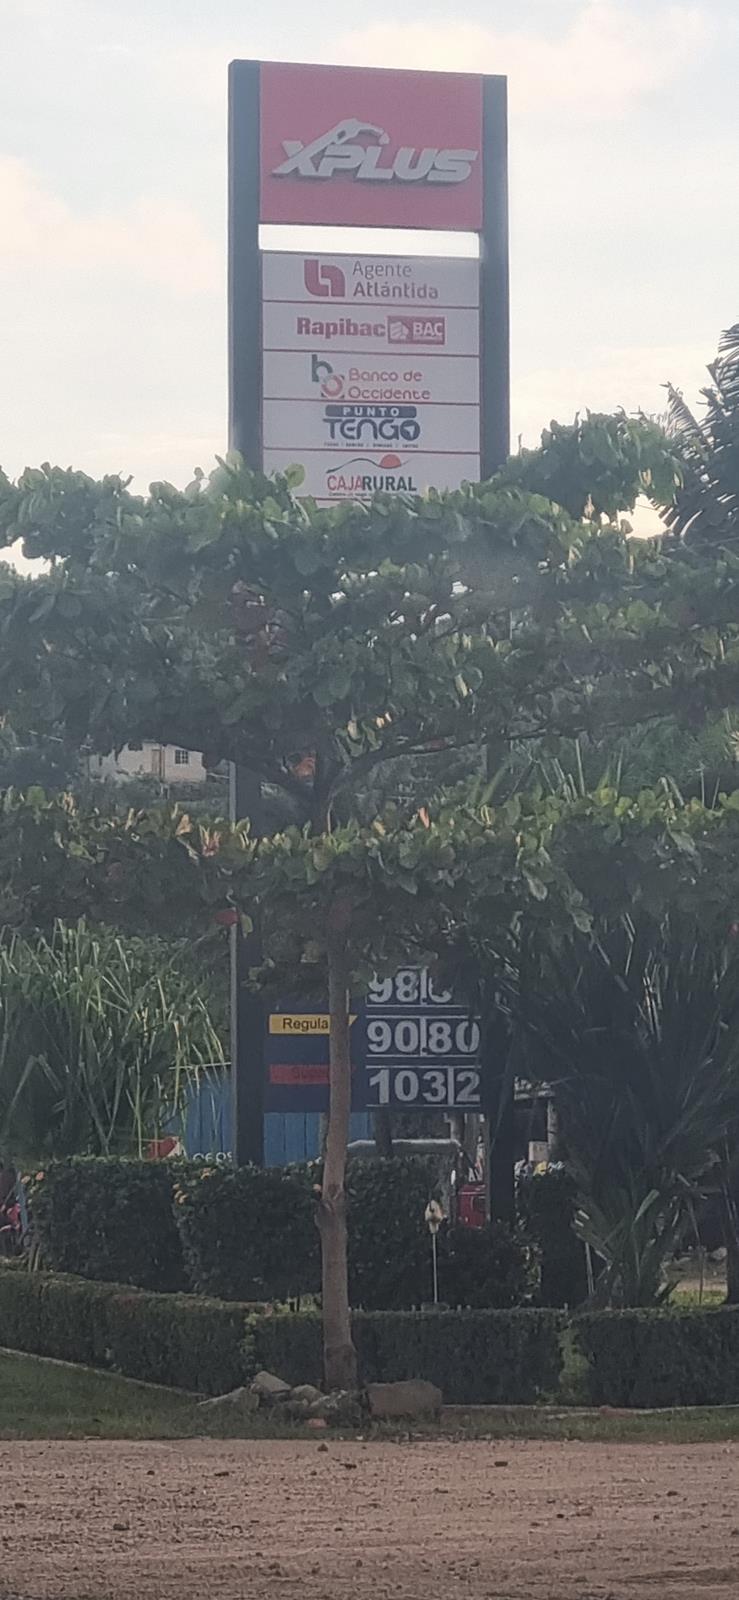 XPLUS
Agente
Atlántida
Rapibac BAC
Banco de
Occidente
PUNTO
TENGO
CAJARURAL
98
Regula 90 80
103 2